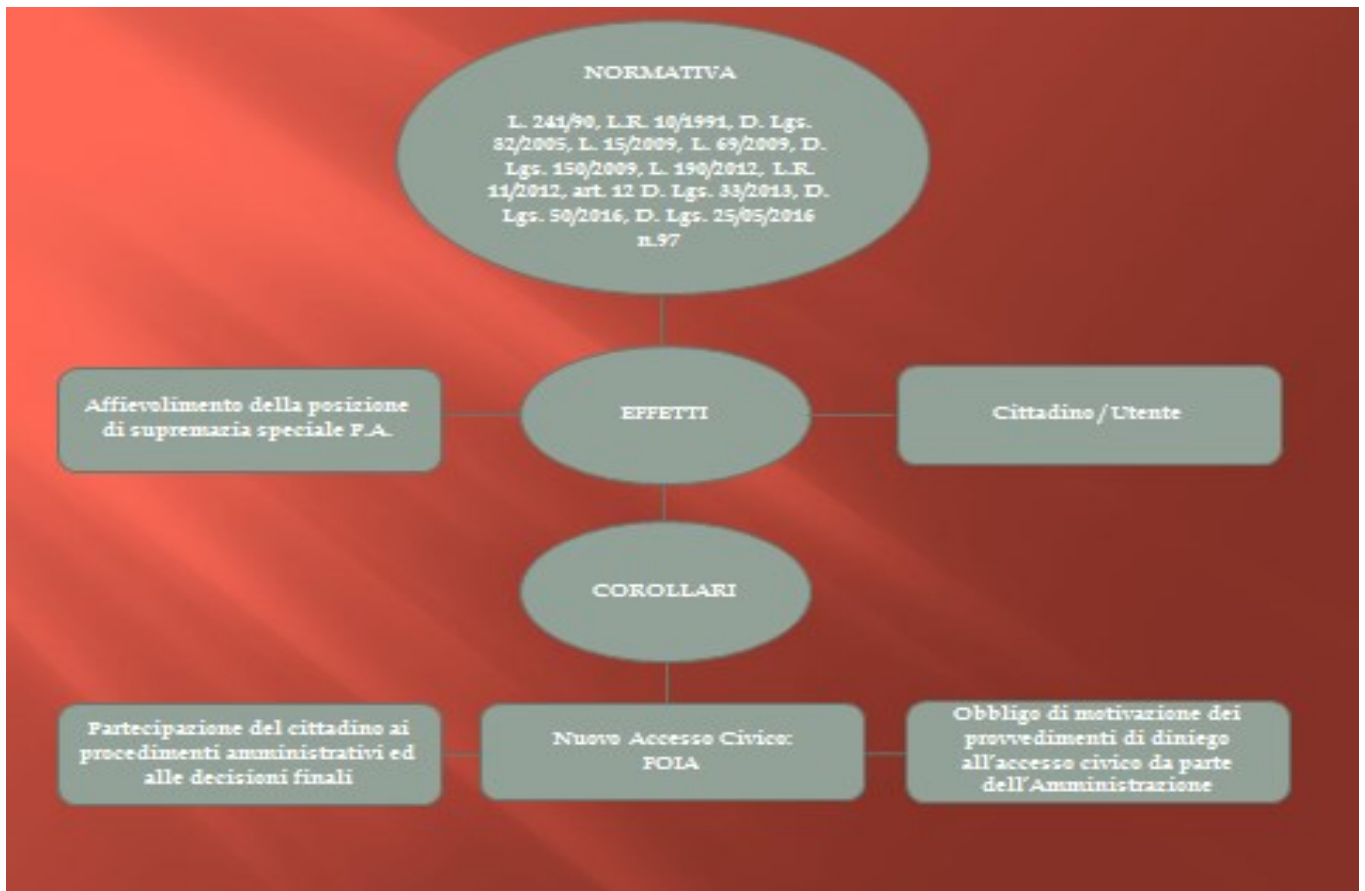 NORMATIVA
L. 241/90, L.R. 10/1991, D. Lgs.
82/2005, L. 15/2009, L. 69/2009, D.
Lgs. 150/2009, L. 190/2012, L.R.
11/2012, art. 12 D. Lgs. 33/2013, D.
Lgs. 50/2016, D. Lgs. 25/05/2016
n.97
Affievolimento della posizione
di supremazia speciale P.A.
EFFETTI
Cittadino / Utente
COROLLARI
Partecipazione del cittadino ai
procedimenti amministrativi ed
alle decisioni finali
Nuovo Accesso Civico:
FOIA
Obbligo di motivazione dei
provvedimenti di diniego
all'accesso civico da parte
dell'Amministrazione